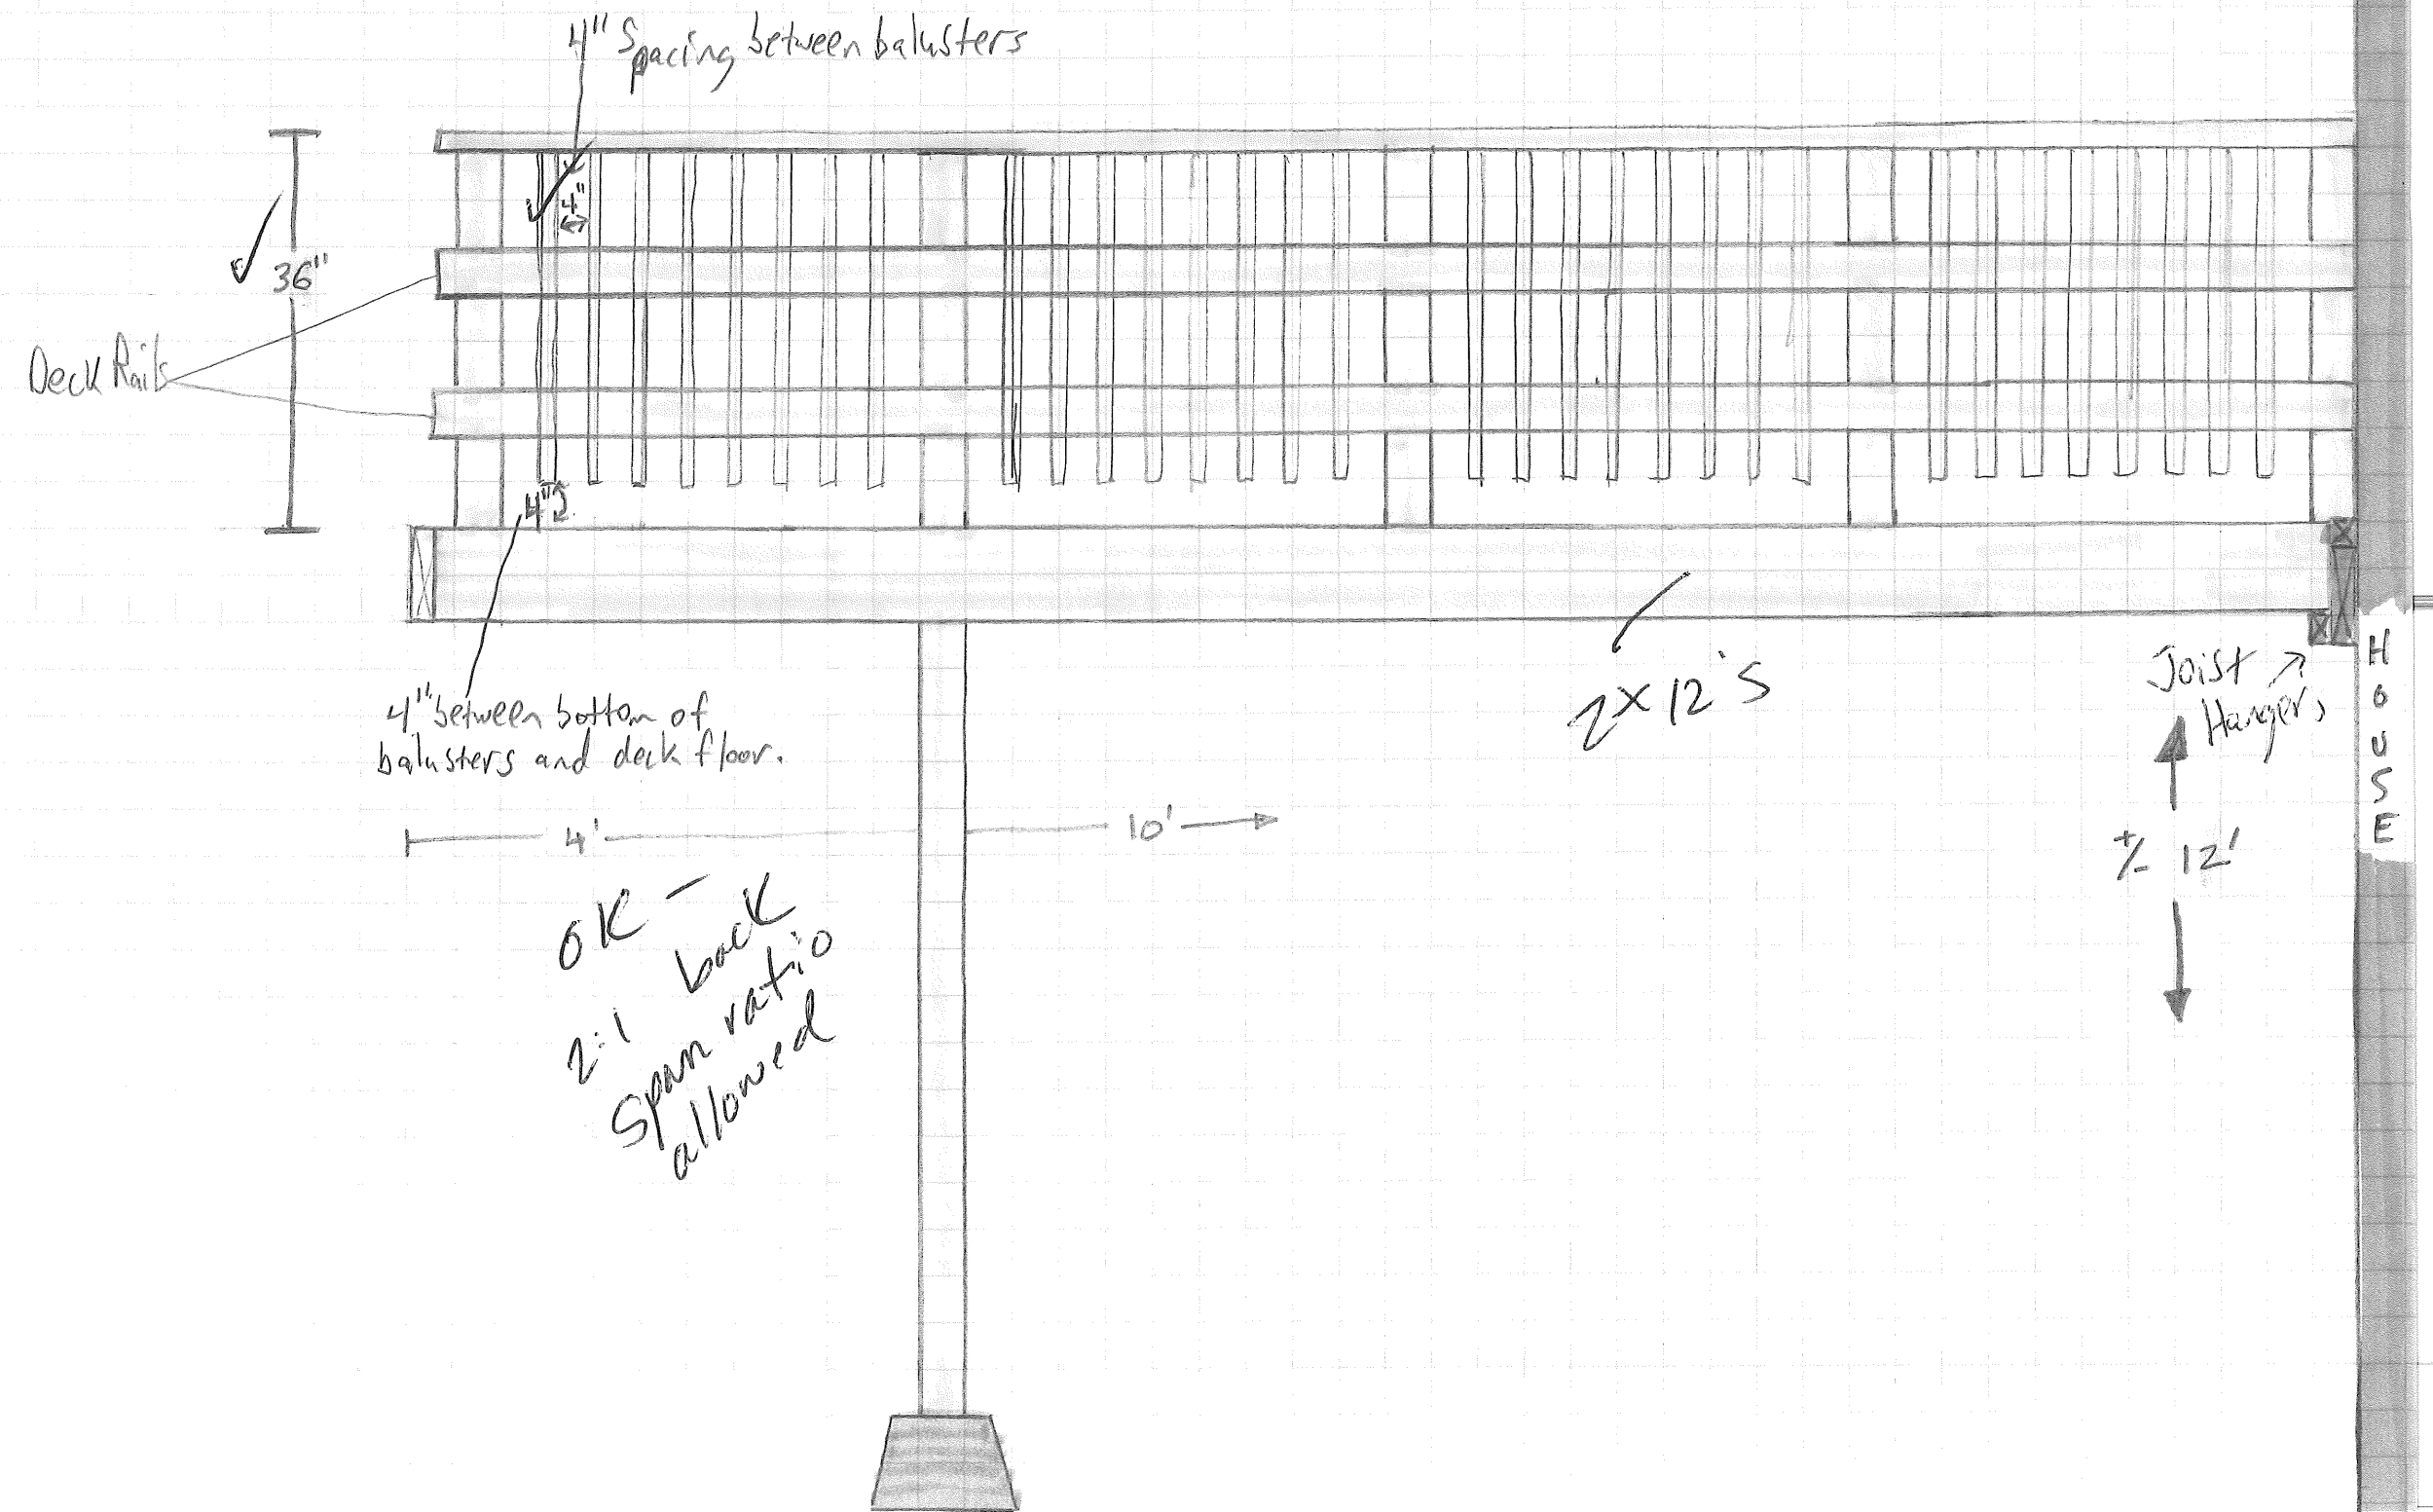 4" Spacing between balusters
4"
36"
Deck Rails
4"
4" between bottom of
balusters and deck floor.
2x12's
Joist
Hangers
HOUSE
4'
10'
+/- 12'
OK -
2:1 back
Span ratio
allowed